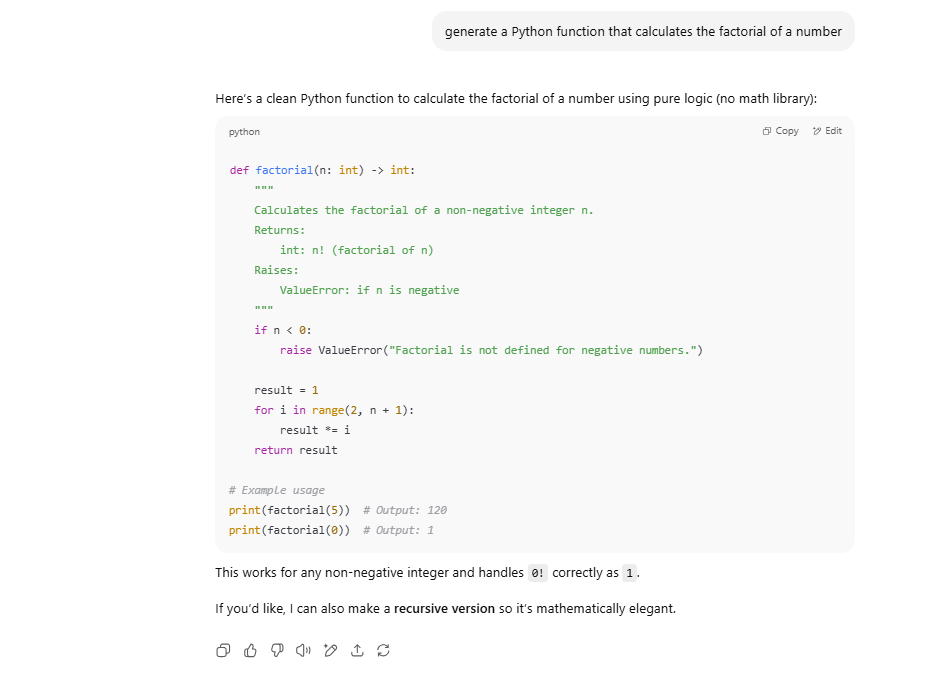 generate a Python function that calculates the factorial of a number
Here's a clean Python function to calculate the factorial of a number using pure logic (no math library):
python Copy Edit
def factorial(n: int) -> int:
    """
    Calculates the factorial of a non-negative integer n.
    Returns:
        int: n! (factorial of n)
    Raises:
        ValueError: if n is negative
    """
    if n < 0:
        raise ValueError("Factorial is not defined for negative numbers.")

    result = 1
    for i in range(2, n + 1):
        result *= i
    return result

# Example usage
print(factorial(5))  # Output: 120
print(factorial(0))  # Output: 1
This works for any non-negative integer and handles 0! correctly as 1.
If you'd like, I can also make a recursive version so it's mathematically elegant.